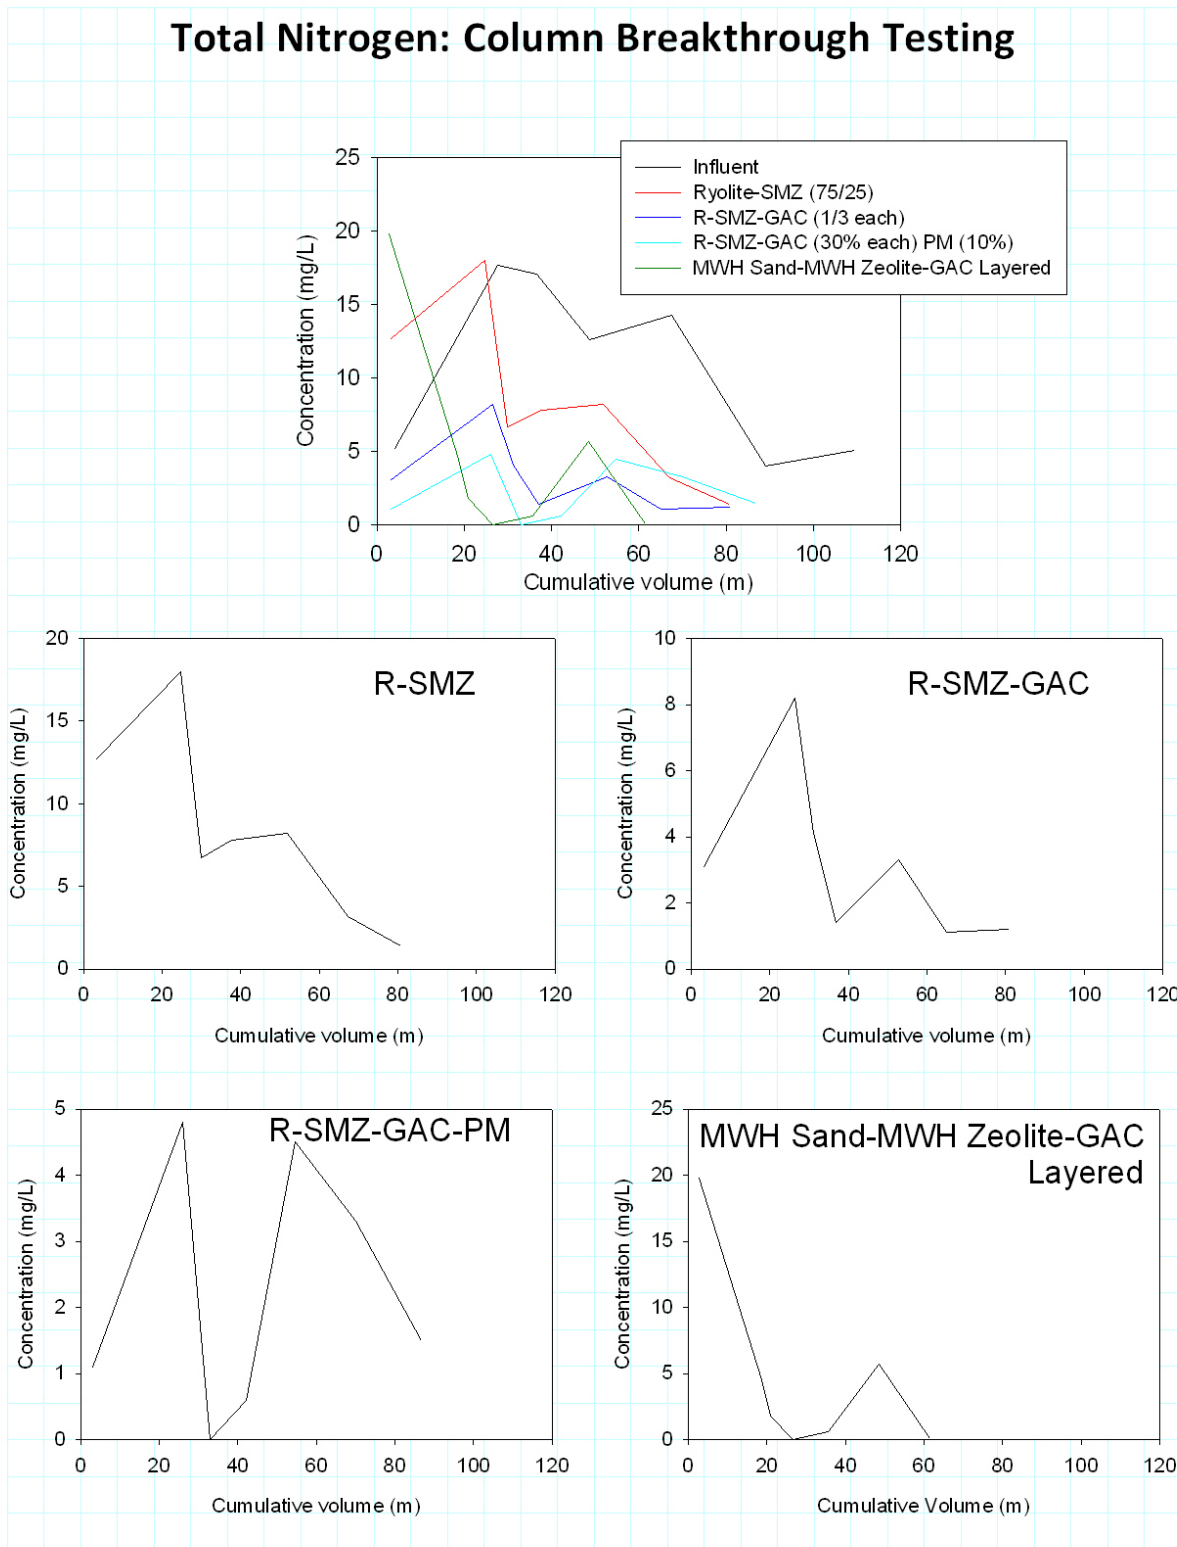 Total Nitrogen: Column Breakthrough Testing
25
20
15
10
5
0
Concentration (mg/L)
Influent
Ryolite-SMZ (75/25)
R-SMZ-GAC (1/3 each)
R-SMZ-GAC (30% each) PM (10%)
MWH Sand-MWH Zeolite-GAC Layered
0 20 40 60 80 100 120
Cumulative volume (m)
20
15
10
5
0
Concentration (mg/L)
R-SMZ
0 20 40 60 80 100 120
Cumulative volume (m)
10
8
6
4
2
0
Concentration (mg/L)
R-SMZ-GAC
0 20 40 60 80 100 120
Cumulative volume (m)
5
4
3
2
1
0
Concentration (mg/L)
R-SMZ-GAC-PM
0 20 40 60 80 100 120
Cumulative volume (m)
25
20
15
10
5
0
Concentration (mg/L)
MWH Sand-MWH Zeolite-GAC
Layered
0 20 40 60 80 100 120
Cumulative Volume (m)